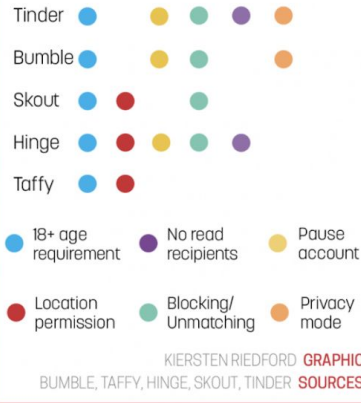 Tinder
Bumble
Skout
Hinge
Taffy
18+ age
requirement
No read
recipients
Pause
account
Location
permission
Blocking/
Unmatching
Privacy
mode
KIERSTEN RIEDFORD GRAPHIC
BUMBLE, TAFFY, HINGE, SKOUT, TINDER SOURCES